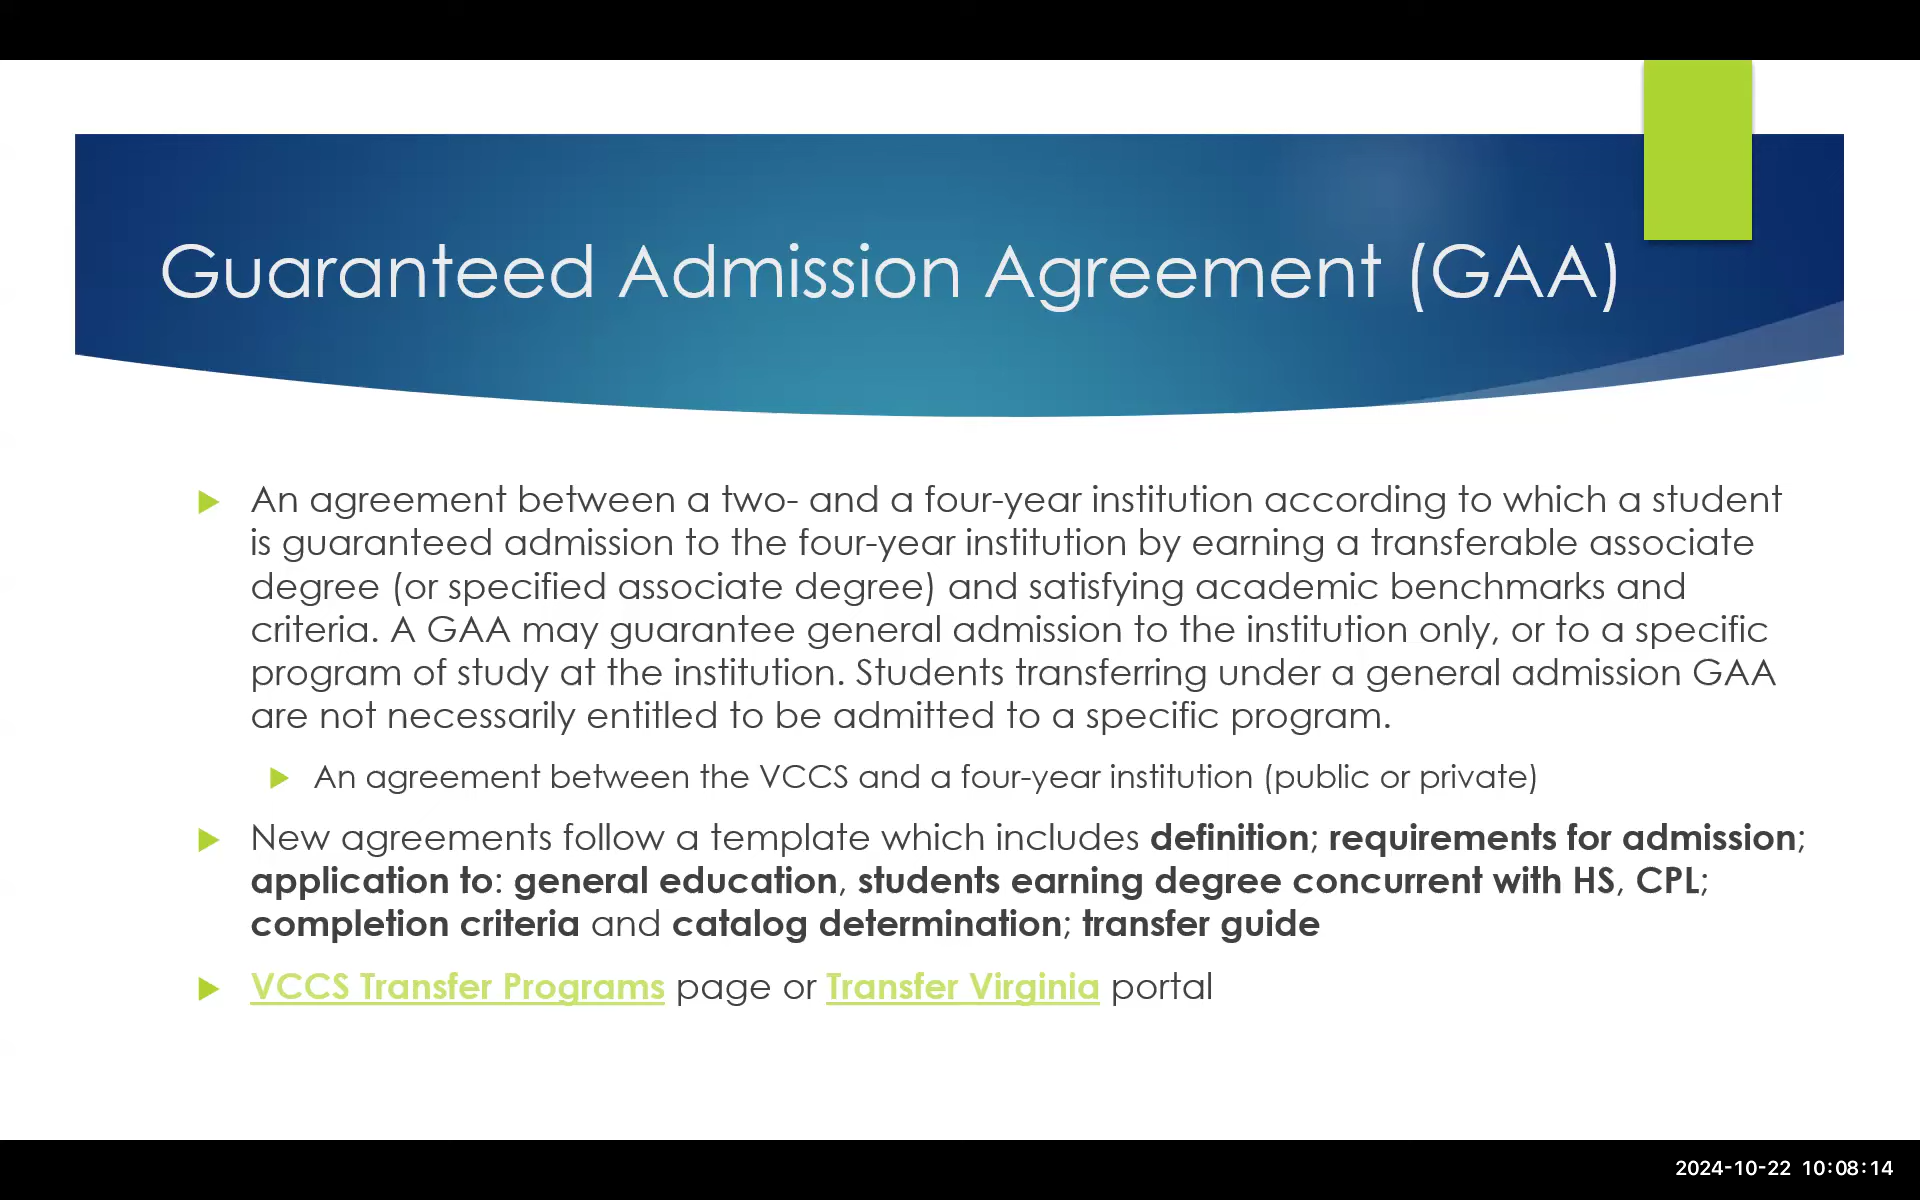 Guaranteed Admission Agreement (GAA)
An agreement between a two- and a four-year institution according to which a student
is guaranteed admission to the four-year institution by earning a transferable associate
degree (or specified associate degree) and satisfying academic benchmarks and
criteria. A GAA may guarantee general admission to the institution only, or to a specific
program of study at the institution. Students transferring under a general admission GAA
are not necessarily entitled to be admitted to a specific program.
An agreement between the VCCS and a four-year institution (public or private)
New agreements follow a template which includes definition; requirements for admission;
application to: general education, students earning degree concurrent with HS, CPL;
completion criteria and catalog determination; transfer guide
VCCS Transfer Programs page or Transfer Virginia portal
2024-10-22 10:08:14